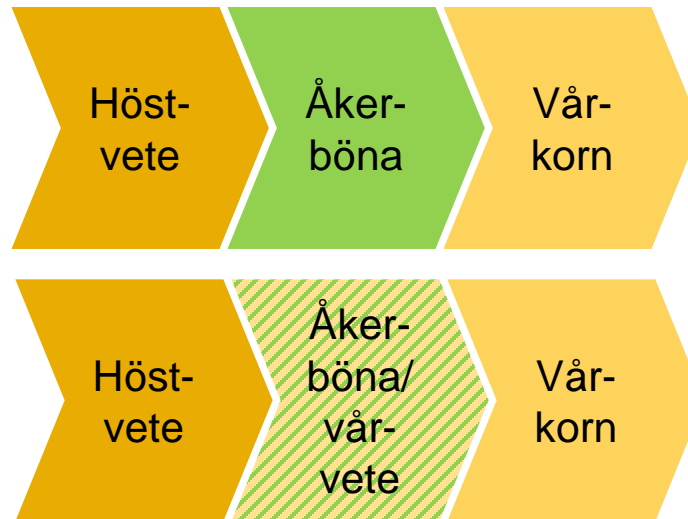 Höst-
vete
Åker-
böna
Vår-
korn
Höst-
vete
Åker-
böna/
vår-
vete
Vår-
korn